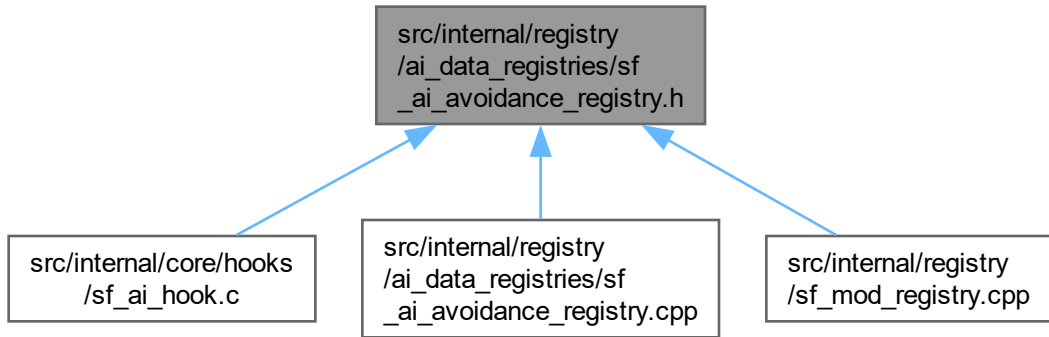 src/internal/registry
/ai_data_registries/sf
_ai_avoidance_registry.h
src/internal/core/hooks
/sf_ai_hook.c
src/internal/registry
/ai_data_registries/sf
_ai_avoidance_registry.cpp
src/internal/registry
/sf_mod_registry.cpp